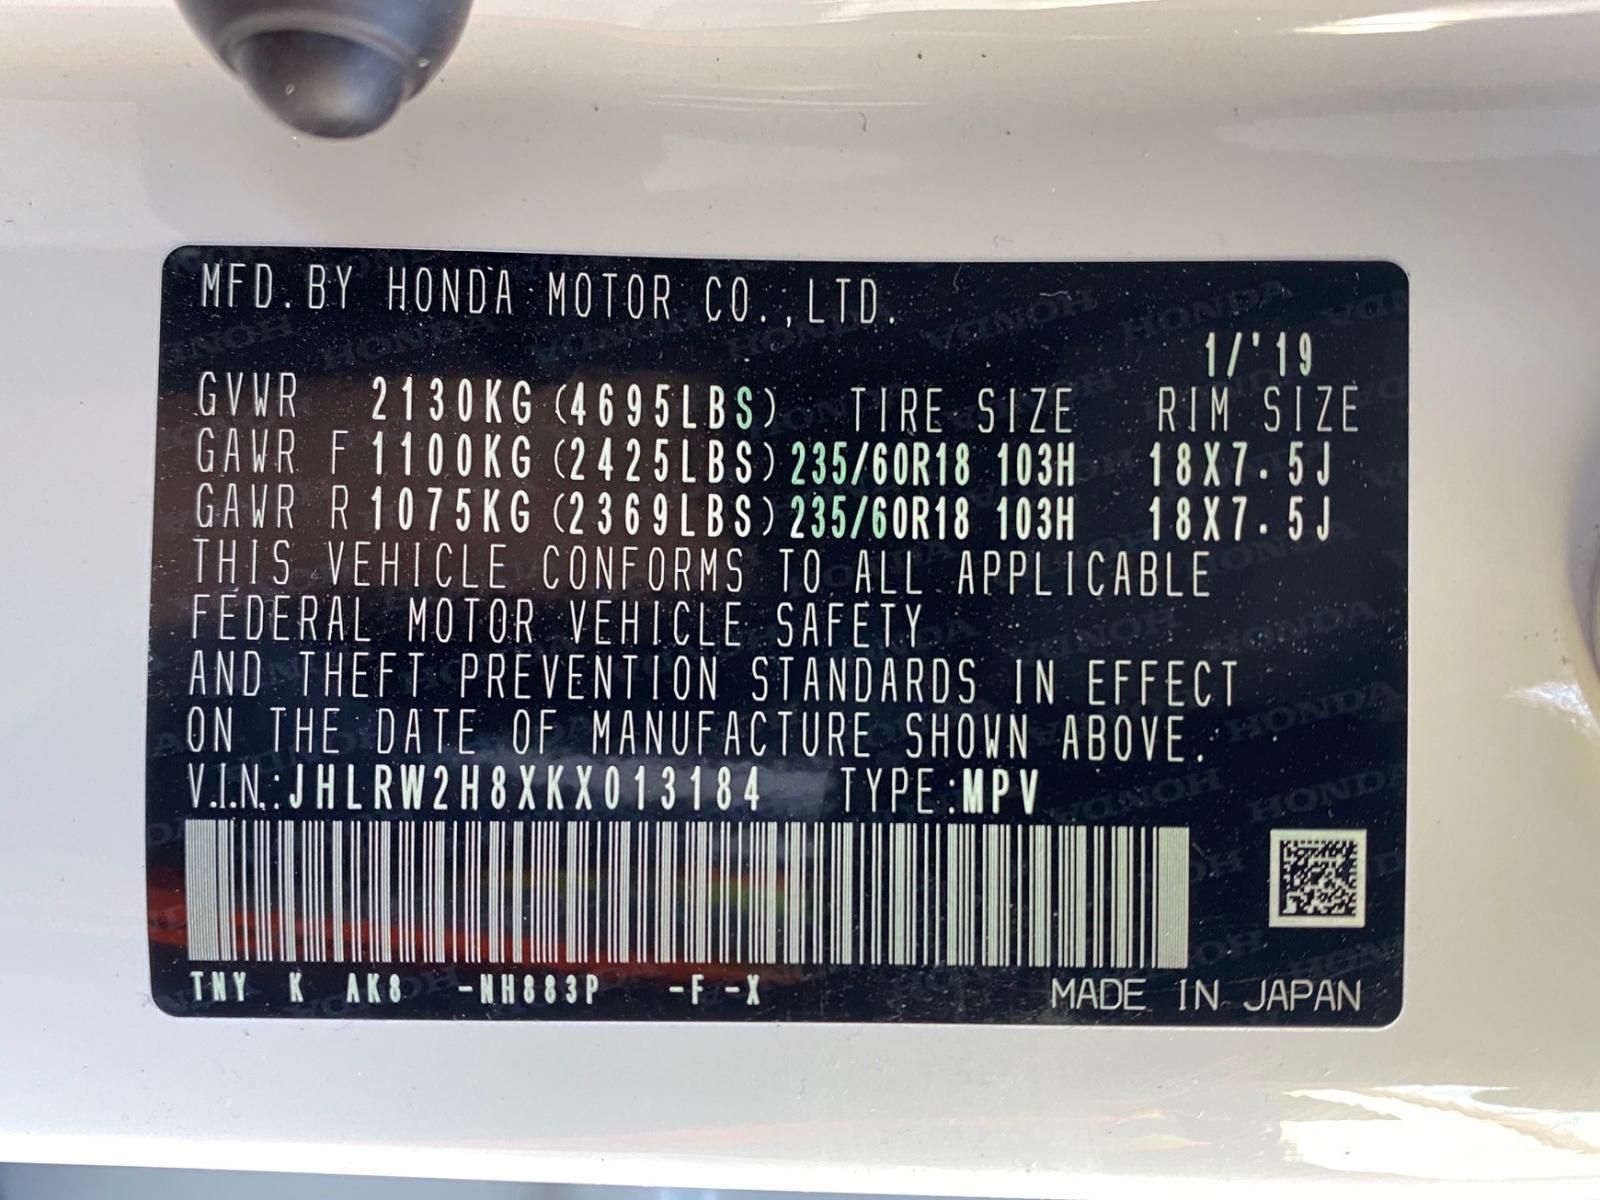 MFD. BY HONDA MOTOR CO.,LTD.
1/'19
GVWR 2130KG (4695LBS) TIRE SIZE RIM SIZE
GAWR F 1100KG (2425LBS) 235/60R18 103H 18X7.5J
GAWR R 1075KG (2369LBS) 235/60R18 103H 18X7.5J
THIS VEHICLE CONFORMS TO ALL APPLICABLE
FEDERAL MOTOR VEHICLE SAFETY
AND THEFT PREVENTION STANDARDS IN EFFECT
ON THE DATE OF MANUFACTURE SHOWN ABOVE.
V.I.N.:JHLRW2H8XKX013184 TYPE:MPV
TNY K AK8 -NH883P -F -X MADE IN JAPAN